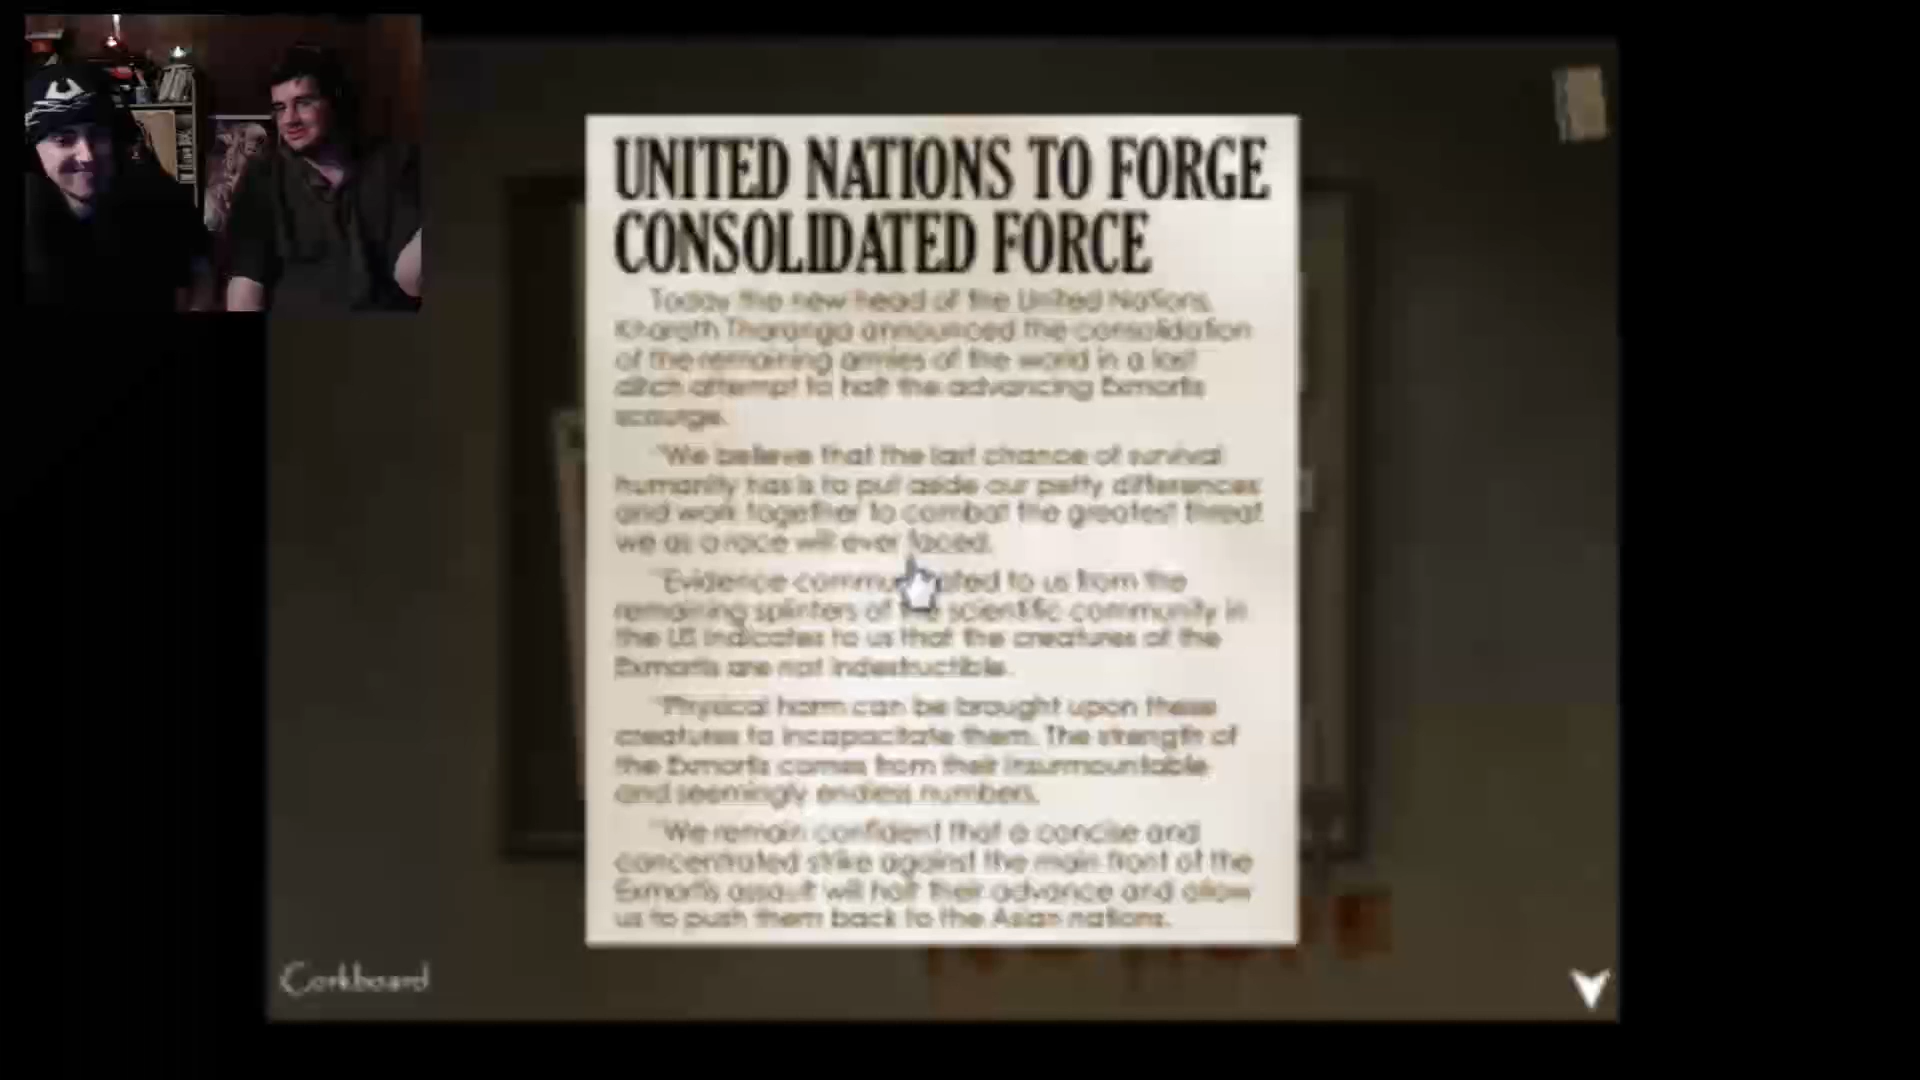 UNITED NATIONS TO FORGE
CONSOLIDATED FORCE
Today the new head of the United Nations,
Kharath Tharanga announced the consolidation
of the remaining armies of the world in a last
ditch attempt to halt the advancing Exmortis
scourge.
"We believe that the last chance of survival
humanity has is to put aside our petty differences
and work together to combat the greatest threat
we as a race will ever faced.
"Evidence communicated to us from the
remaining splinters of the scientific community in
the US indicates to us that the creatures of the
Exmortis are not indestructible.
"Physical harm can be brought upon these
creatures to incapacitate them. The strength of
the Exmortis comes from their insurmountable
and seemingly endless numbers.
"We remain confident that a concise and
concentrated strike against the main front of the
Exmortis assault will halt their advance and allow
us to push them back to the Asian nations.
Corkboard